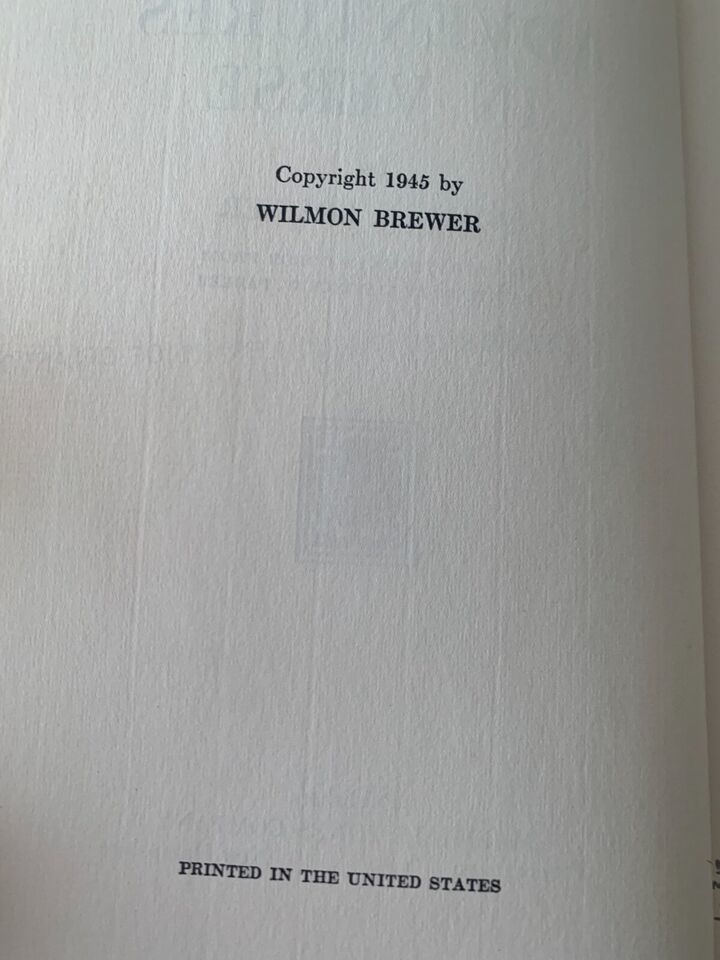 Copyright 1945 by
WILMON BREWER
PRINTED IN THE UNITED STATES